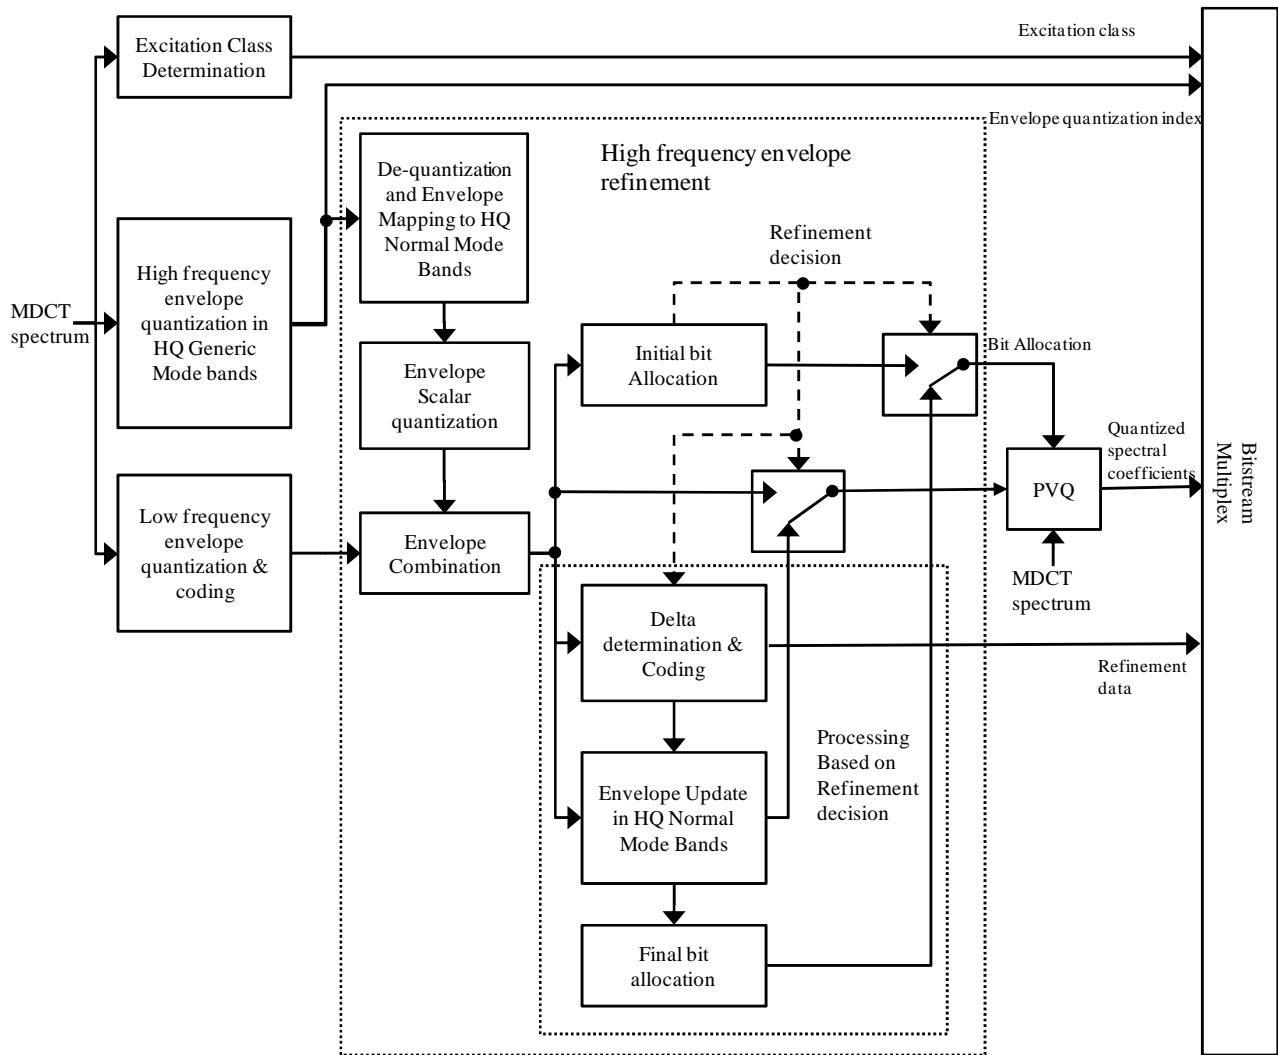 Excitation Class
Determination
Excitation class
Envelope quantization index
De-quantization
and Envelope
Mapping to HQ
Normal Mode
Bands
High frequency envelope
refinement
Refinement
decision
MDCT
spectrum
High frequency
envelope
quantization in
HQ Generic
Mode bands
Envelope
Scalar
quantization
Initial bit
Allocation
Bit Allocation
Low frequency
envelope
quantization &
coding
Envelope
Combination
Quantized
spectral
coefficients
PVQ
MDCT
spectrum
Bitstream
Multiplex
Delta
determination &
Coding
Refinement
data
Envelope Update
in HQ Normal
Mode Bands
Processing
Based on
Refinement
decision
Final bit
allocation